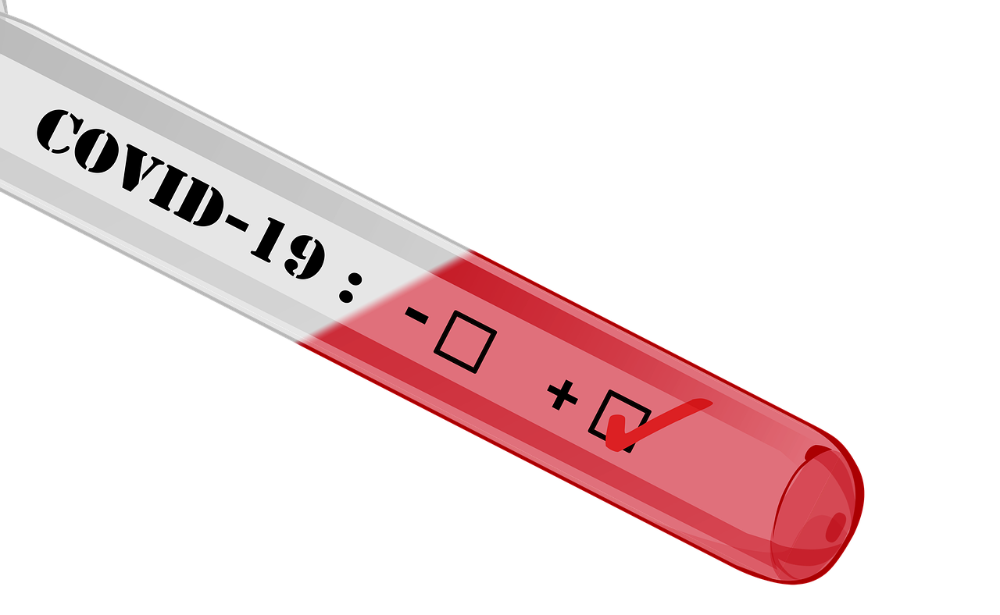 COVID-19 : - ☐ + ☑